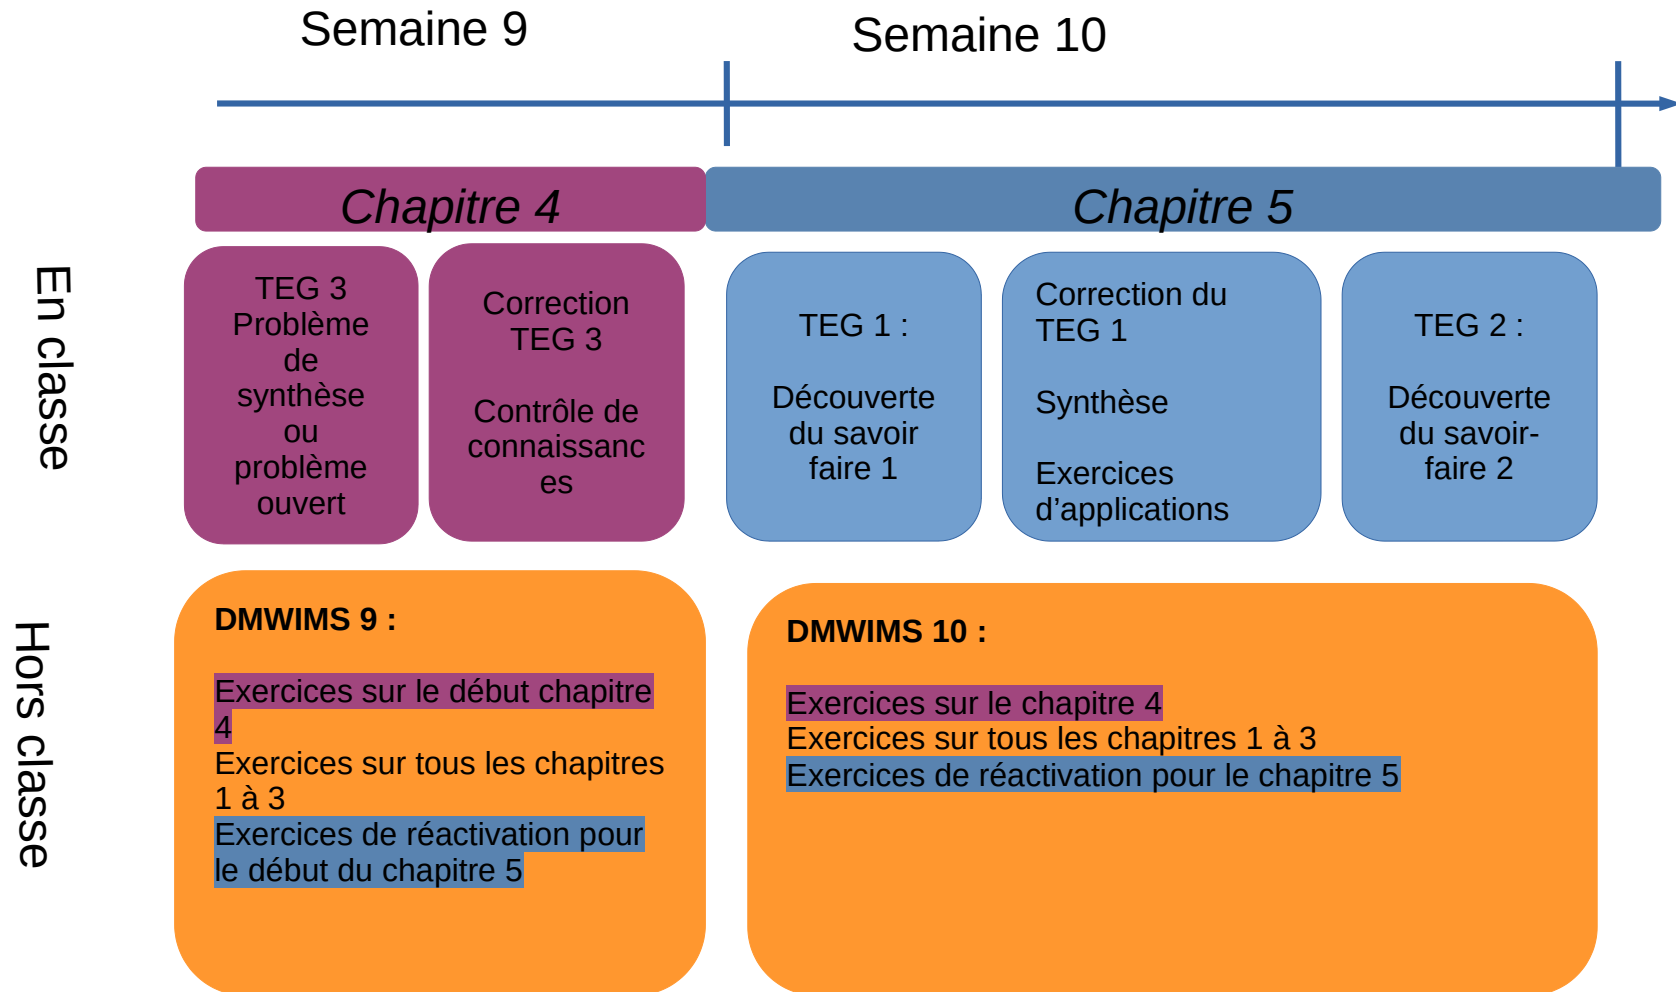 Semaine 9
Semaine 10
Chapitre 4
Chapitre 5
En classe
TEG 3
Problème
de
synthèse
ou
problème
ouvert
Correction
TEG 3
Contrôle de
connaissanc
es
TEG 1 :
Découverte
du savoir
faire 1
Correction du
TEG 1
Synthèse
Exercices
d’applications
TEG 2 :
Découverte
du savoir-
faire 2
Hors classe
DMWIMS 9 :
Exercices sur le début chapitre
4
Exercices sur tous les chapitres
1 à 3
Exercices de réactivation pour
le début du chapitre 5
DMWIMS 10 :
Exercices sur le chapitre 4
Exercices sur tous les chapitres 1 à 3
Exercices de réactivation pour le chapitre 5